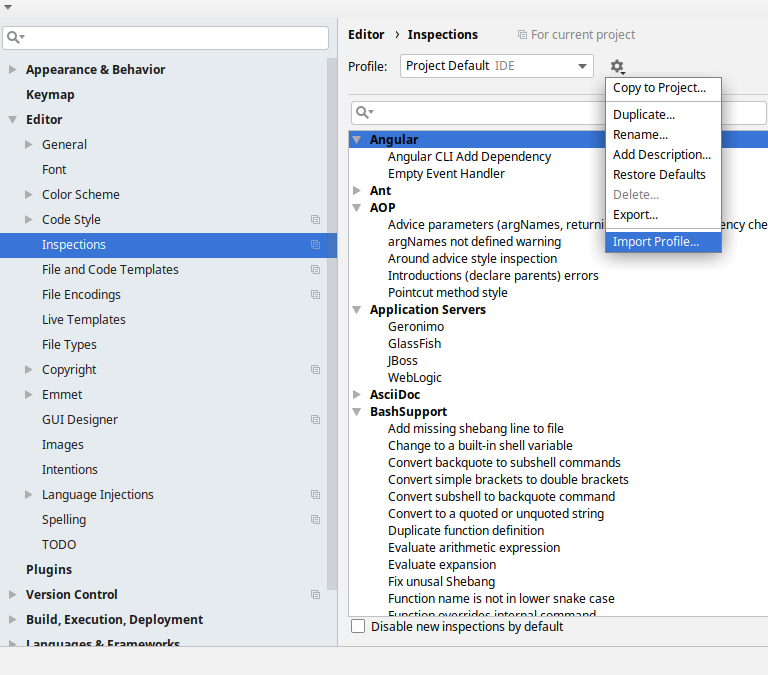 Appearance & Behavior
Keymap
Editor
General
Font
Color Scheme
Code Style
Inspections
File and Code Templates
File Encodings
Live Templates
File Types
Copyright
Emmet
GUI Designer
Images
Intentions
Language Injections
Spelling
TODO
Plugins
Version Control
Build, Execution, Deployment
Languages & Frameworks
Editor › Inspections For current project
Profile: Project Default IDE
Copy to Project...
Duplicate...
Rename...
Add Description...
Restore Defaults
Delete...
Export...
Import Profile...
Angular
Angular CLI Add Dependency
Empty Event Handler
Ant
AOP
Advice parameters (argNames, returni ency che
argNames not defined warning
Around advice style inspection
Introductions (declare parents) errors
Pointcut method style
Application Servers
Geronimo
GlassFish
JBoss
WebLogic
AsciiDoc
BashSupport
Add missing shebang line to file
Change to a built-in shell variable
Convert backquote to subshell commands
Convert simple brackets to double brackets
Convert subshell to backquote command
Convert to a quoted or unquoted string
Duplicate function definition
Evaluate arithmetic expression
Evaluate expansion
Fix unusal Shebang
Function name is not in lower snake case
Function overrides internal command
Disable new inspections by default